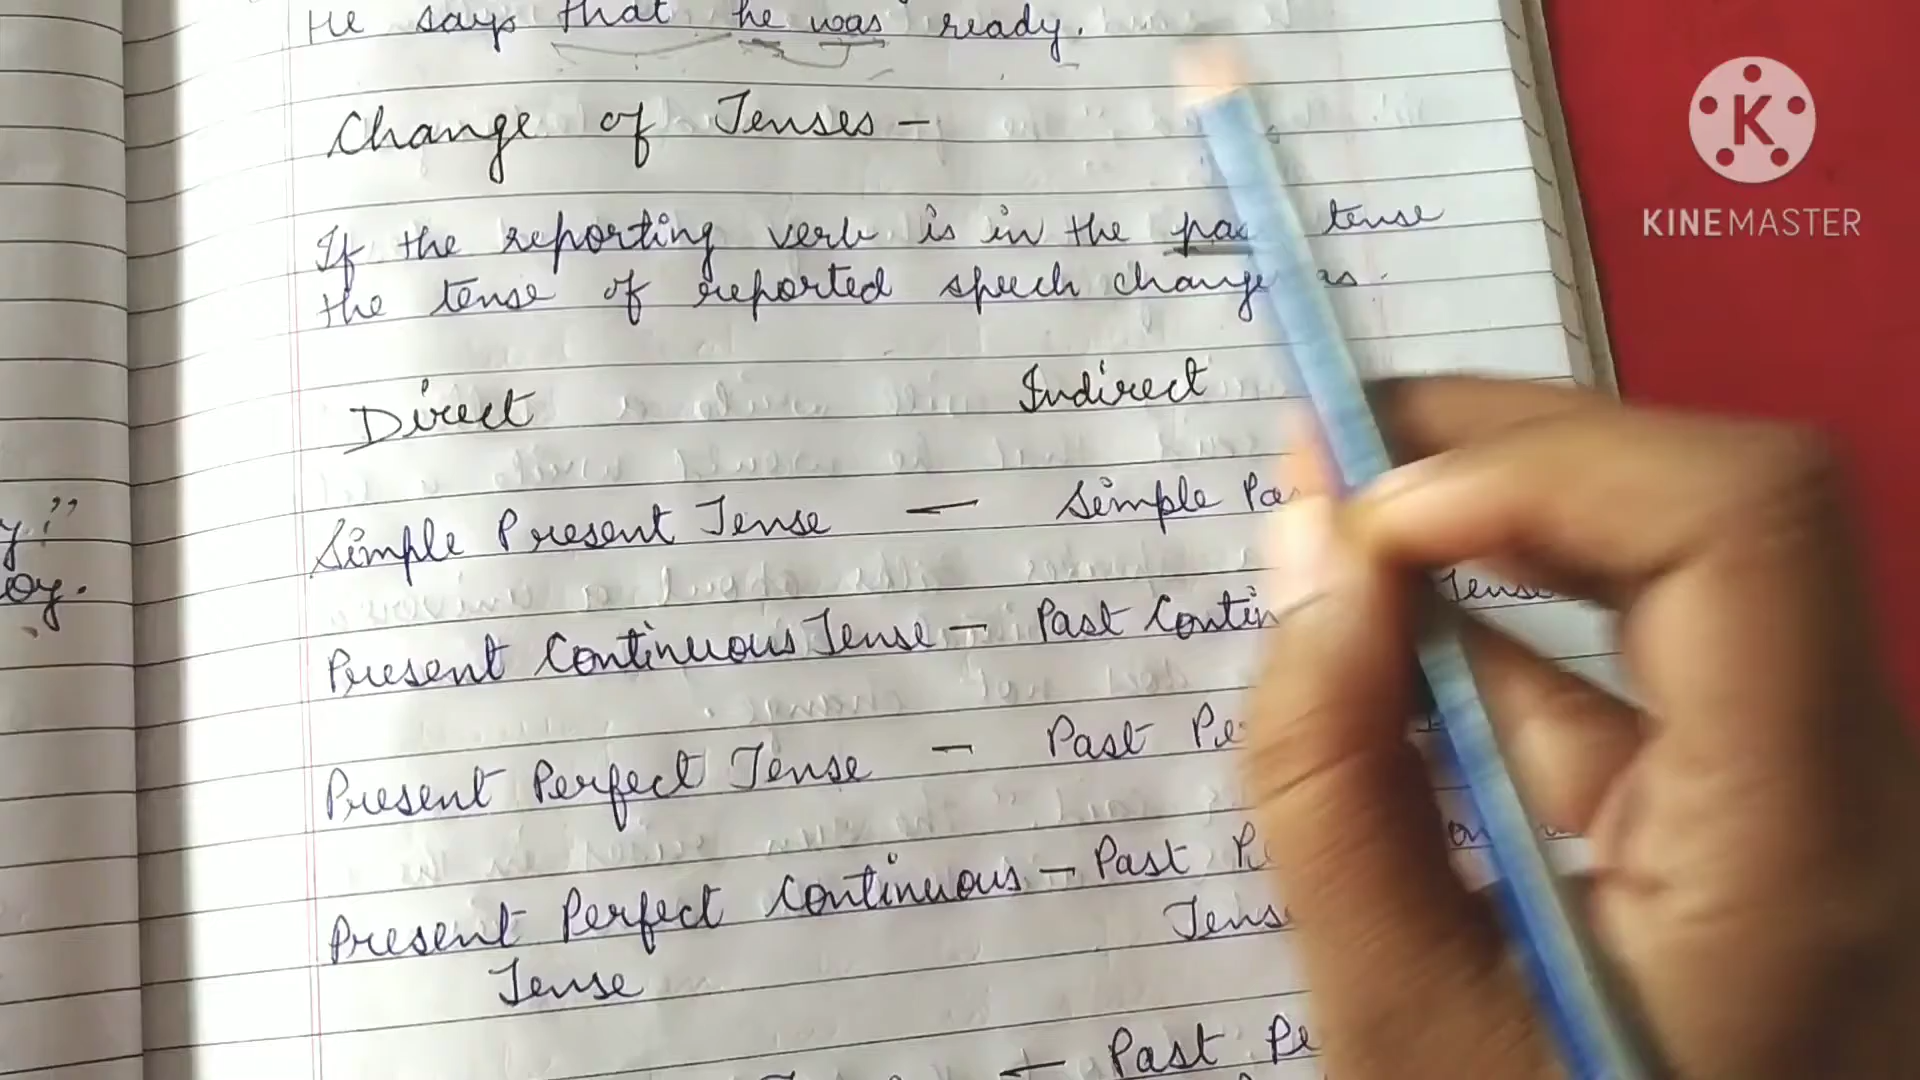 He says that he was ready.
Change of Tenses -
If the reporting verb is in the tense
the tense of reported speech change as.
Direct Indirect
Simple Present Tense - Simple
Present Continuous Tense - Past Tense
Present Perfect Tense - Past
Present Perfect Continuous - Past
Tense
- Past
K
KINEMASTER